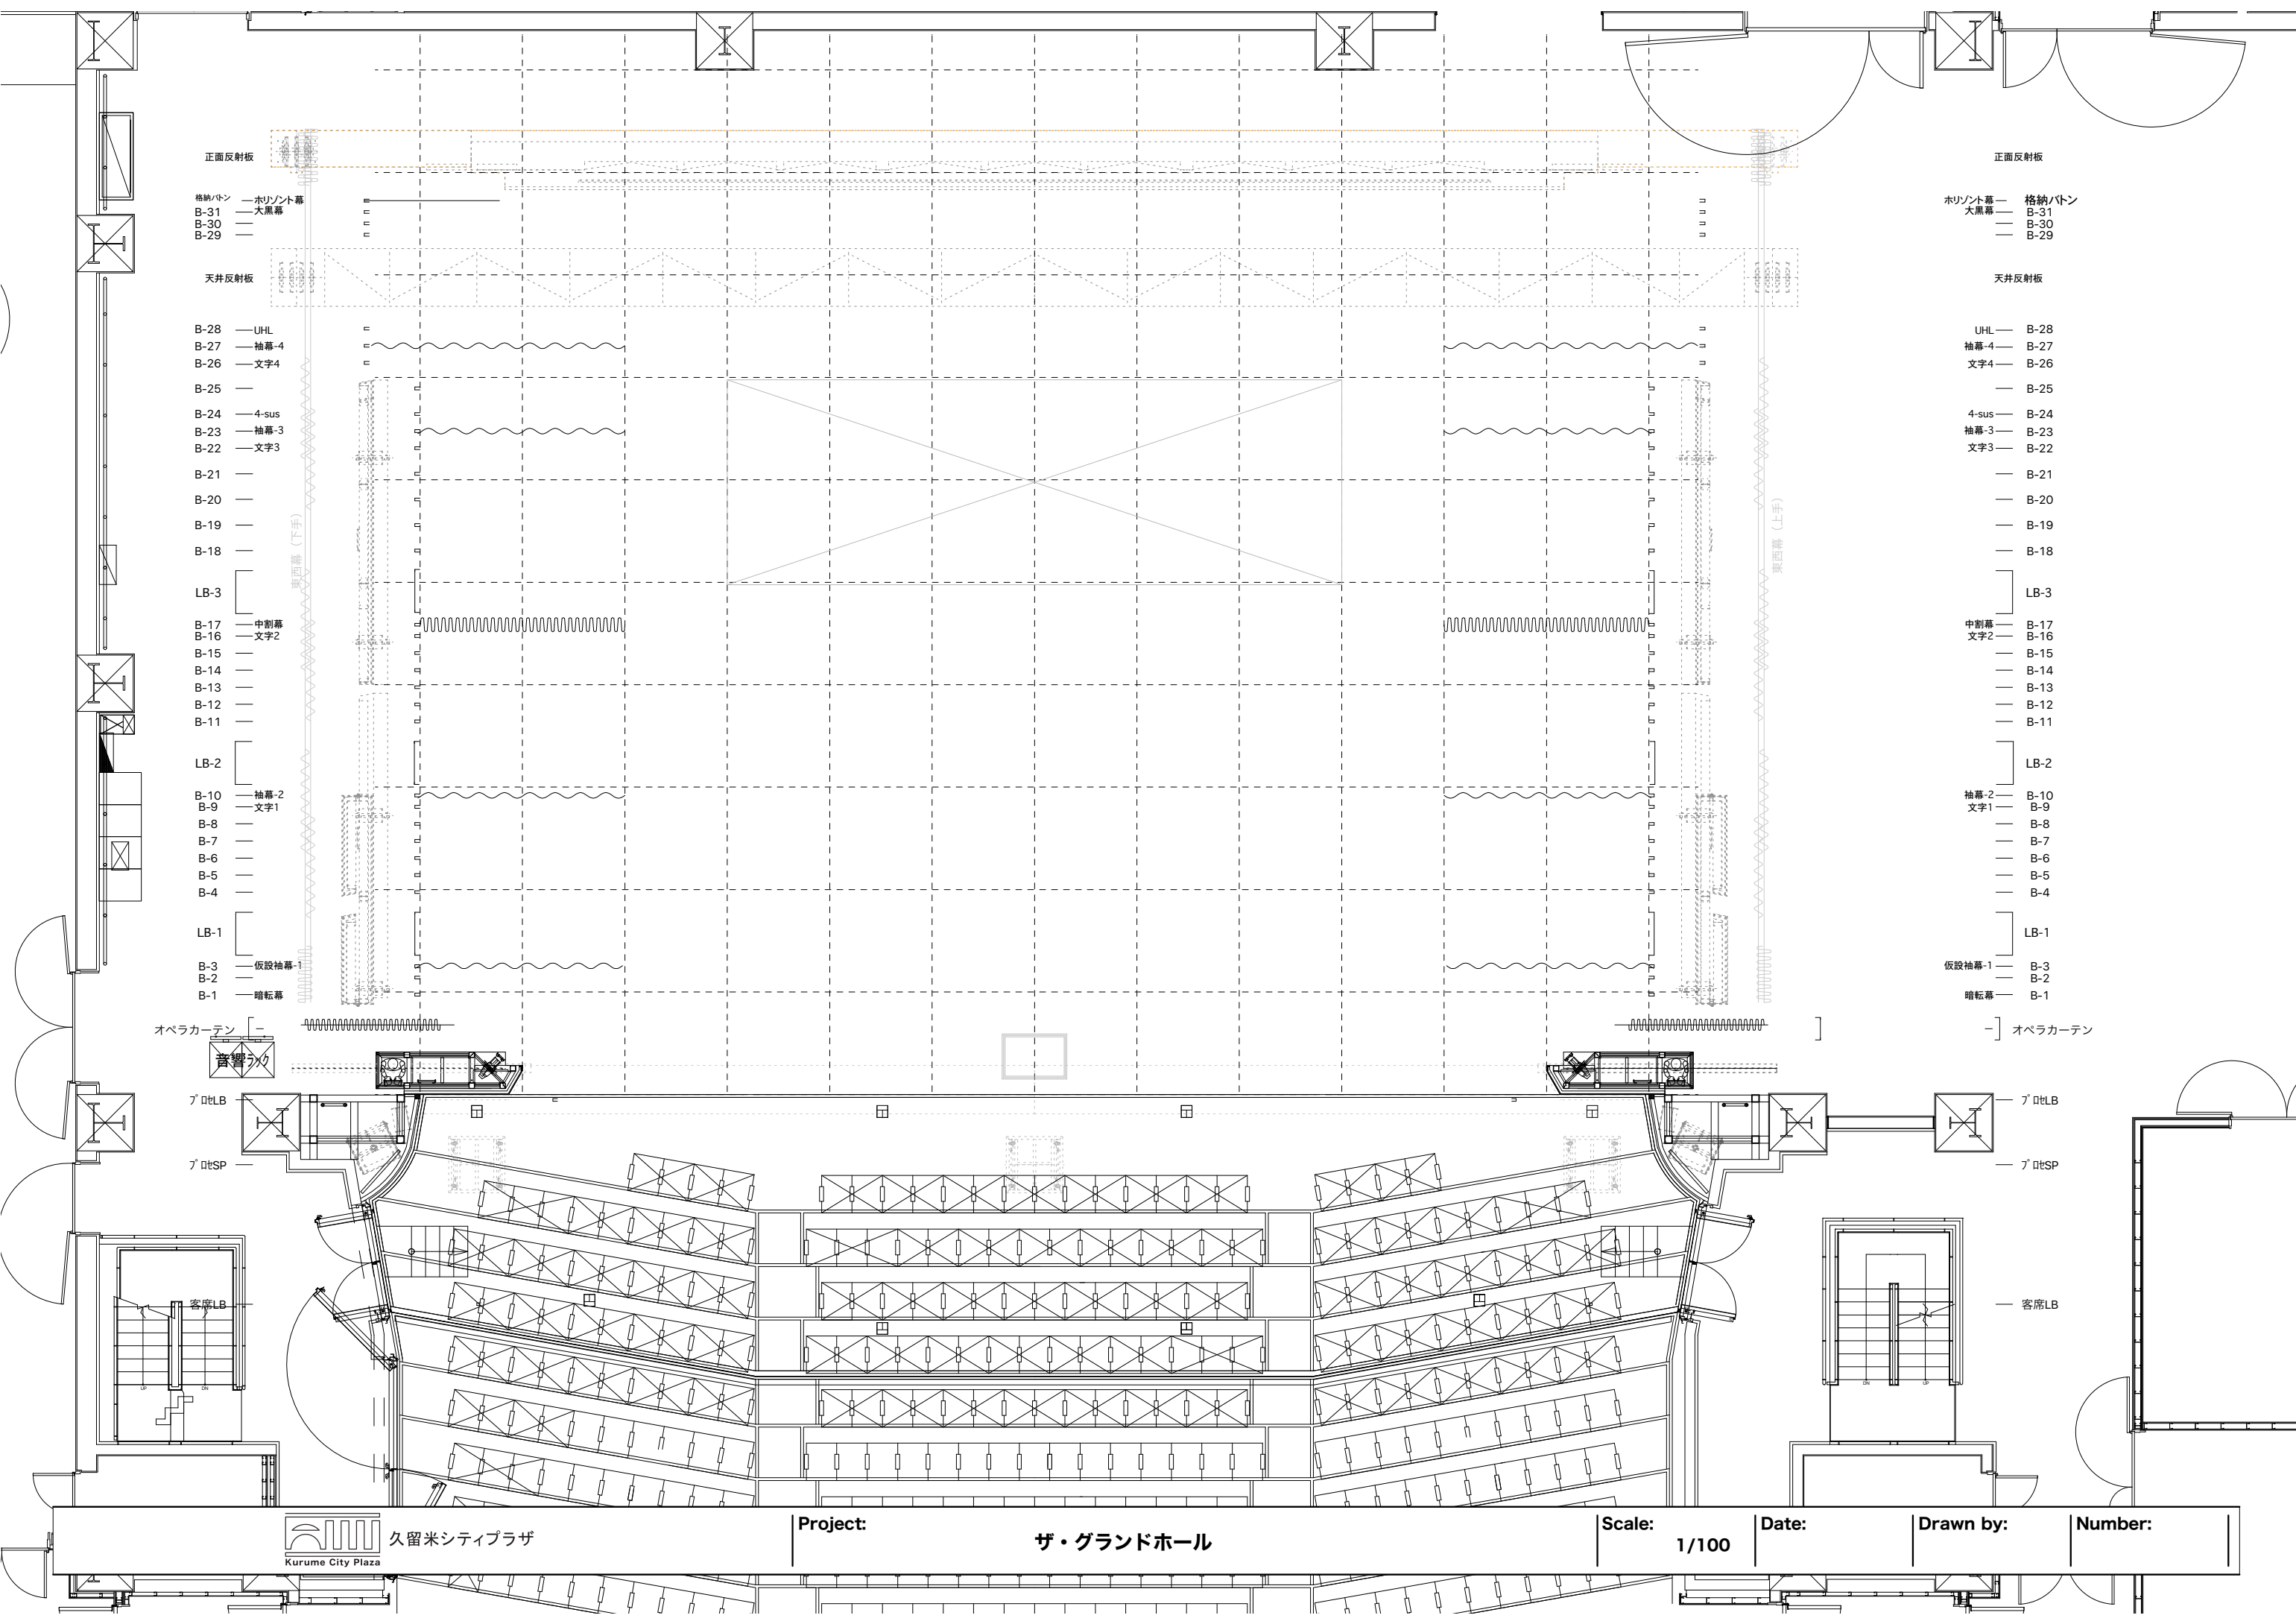 正面反射板
格納バトン
ホリゾント幕
B-31
大黒幕
B-30
B-29
天井反射板
B-28
UHL
B-27
袖幕-4
B-26
文字4
B-25
B-24
4-sus
B-23
袖幕-3
B-22
文字3
B-21
B-20
B-19
B-18
東西幕(下手)
LB-3
B-17
中割幕
B-16
文字2
B-15
B-14
B-13
B-12
B-11
LB-2
B-10
袖幕-2
B-9
文字1
B-8
B-7
B-6
B-5
B-4
LB-1
B-3
仮設袖幕-1
B-2
B-1
暗転幕
オペラカーテン
音響ラック
プロセLB
プロセSP
客席LB
UP
DN
正面反射板
ホリゾント幕
格納バトン
大黒幕
B-31
B-30
B-29
天井反射板
UHL
B-28
袖幕-4
B-27
文字4
B-26
B-25
4-sus
B-24
袖幕-3
B-23
文字3
B-22
B-21
B-20
B-19
B-18
東西幕(上手)
LB-3
中割幕
B-17
文字2
B-16
B-15
B-14
B-13
B-12
B-11
LB-2
袖幕-2
B-10
文字1
B-9
B-8
B-7
B-6
B-5
B-4
LB-1
仮設袖幕-1
B-3
B-2
暗転幕
B-1
オペラカーテン
プロセLB
プロセSP
客席LB
DN
UP
久留米シティプラザ
Kurume City Plaza
Project:
ザ・グランドホール
Scale:
1/100
Date:
Drawn by:
Number: